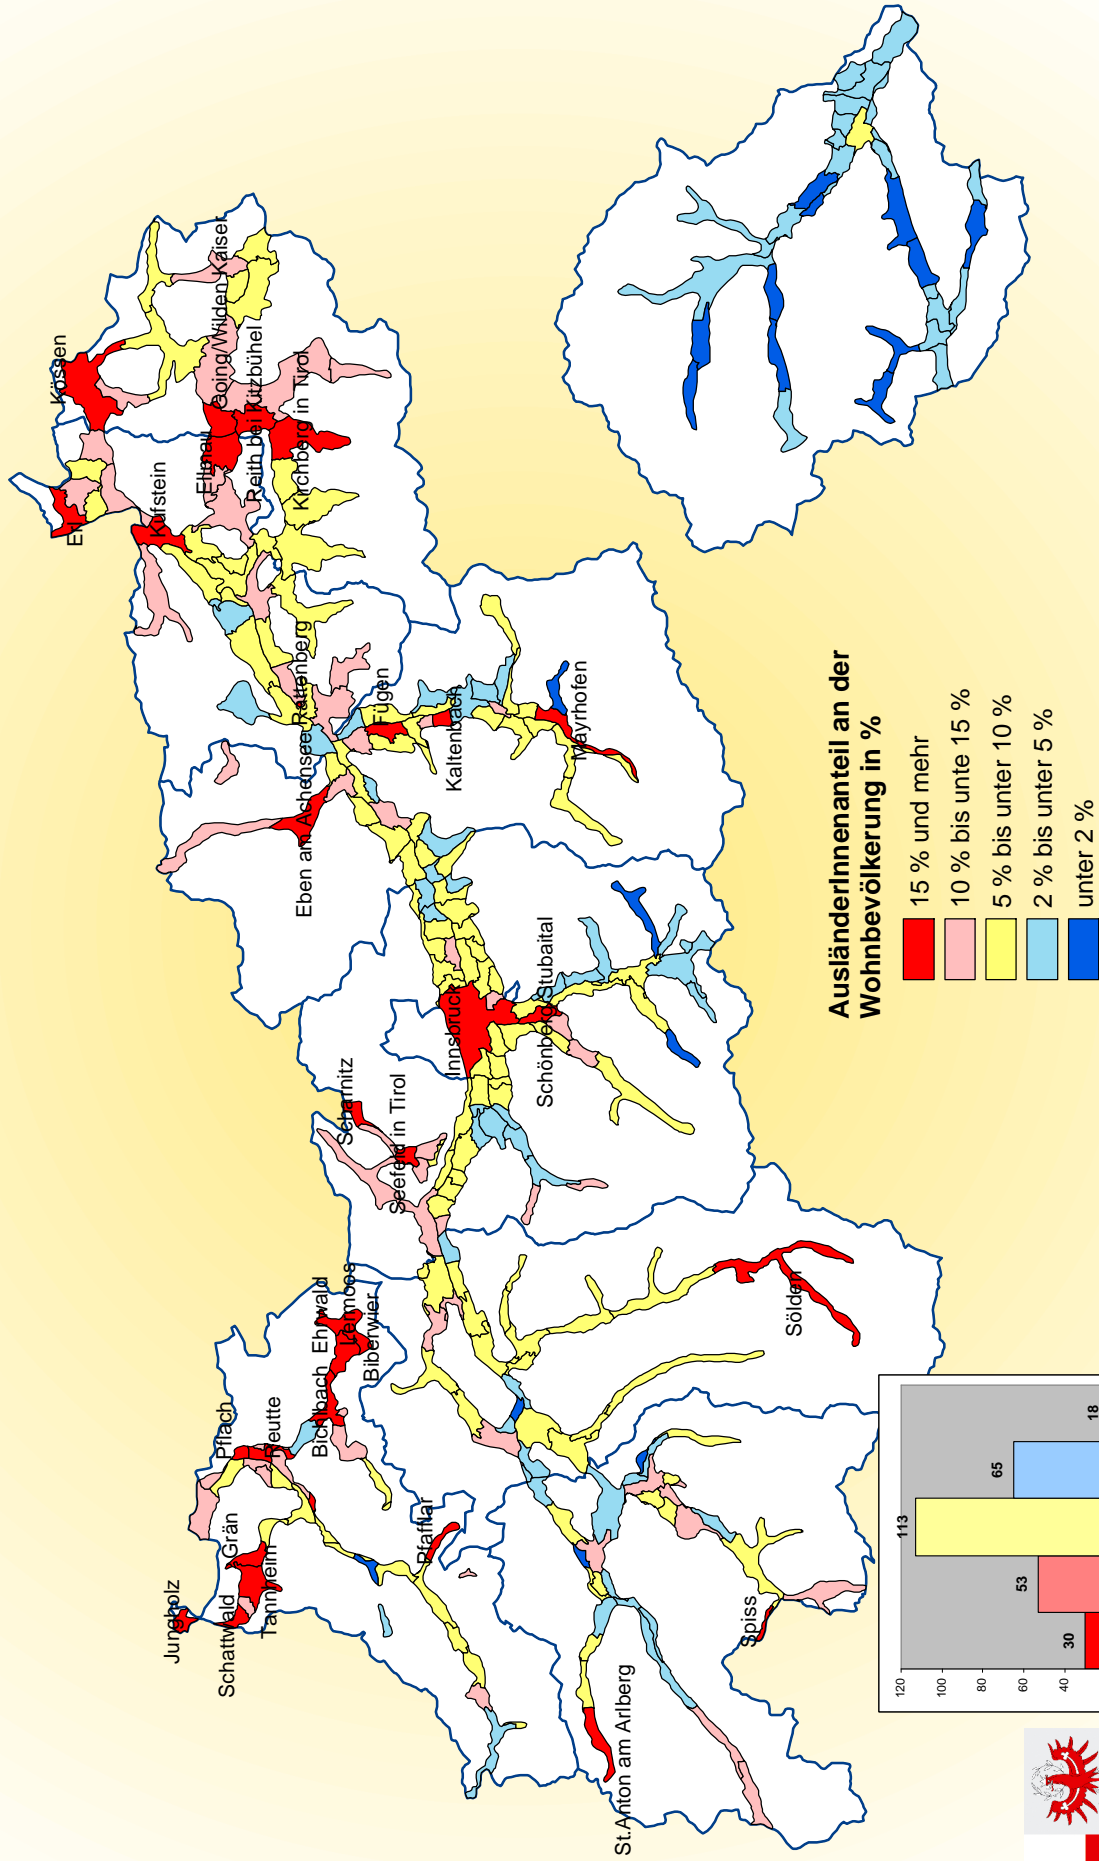 Jungholz
Schattwald
Grän
Tannheim
Pflach
Reutte
Bichlbach
Ehrwald
Lermoos
Biberwier
Pfafflar
St.Anton am Arlberg
Spiss
Sölden
Scharnitz
Seefeld in Tirol
Innsbruck
Schönberg/Stubaital
Eben am Achensee
Rattenberg
Fügen
Kaltenbach
Mayrhofen
Erl
Kufstein
Kössen
Ellmau
Going/Wilden Kaiser
Reith bei Kitzbühel
Kirchberg in Tirol
AusländerInnenanteil an der
Wohnbevölkerung in %
15 % und mehr
10 % bis unte 15 %
5 % bis unter 10 %
2 % bis unter 5 %
unter 2 %
120
100
80
60
40
30
53
113
65
18